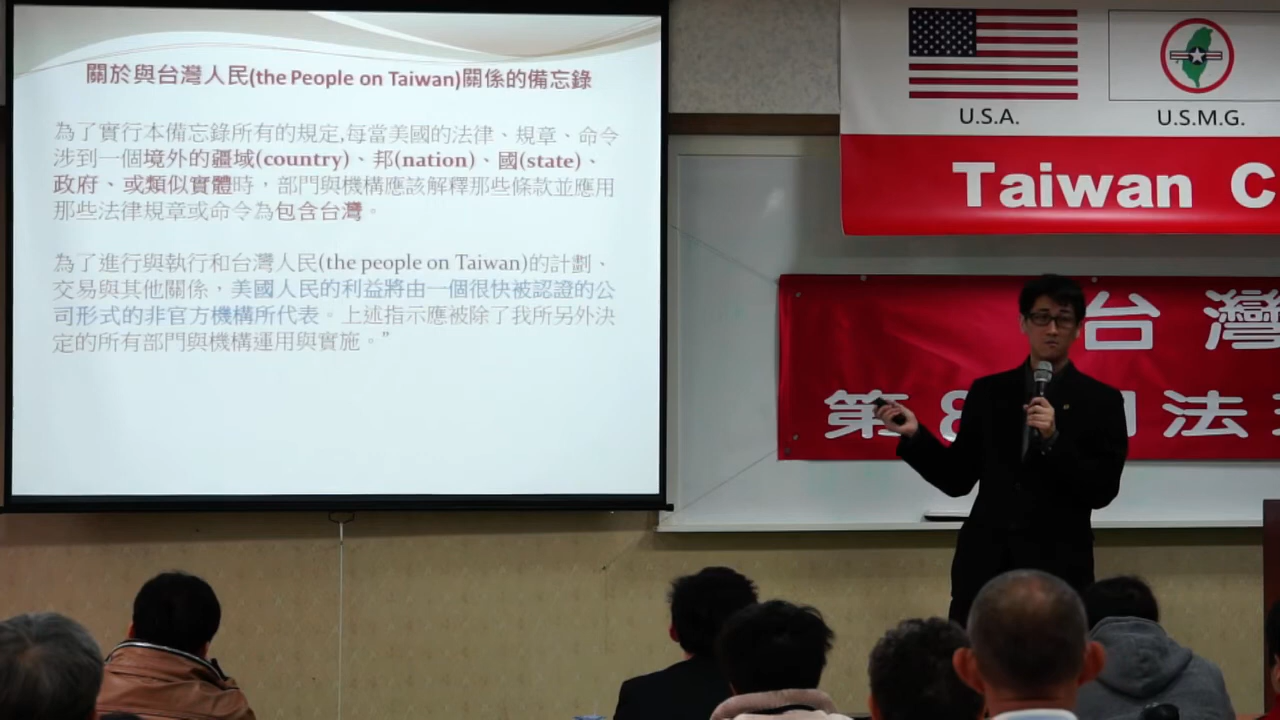 關於與台灣人民(the People on Taiwan)關係的備忘錄
為了實行本備忘錄所有的規定,每當美國的法律、規章、命令
涉到一個境外的疆域(country)、邦(nation)、國(state)、
政府、或類似實體時，部門與機構應該解釋那些條款並應用
那些法律規章或命令為包含台灣。
為了進行與執行和台灣人民(the people on Taiwan)的計劃、
交易與其他關係，美國人民的利益將由一個很快被認證的公
司形式的非官方機構所代表。上述指示應被除了我所另外決
定的所有部門與機構運用與實施。”
U.S.A.
U.S.M.G.
Taiwan C
台灣
第8
法